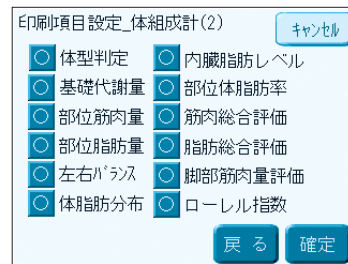 印刷項目設定_体組成計(2)
キャンセル
体型判定 内臓脂肪レベル
基礎代謝量 部位体脂肪率
部位筋肉量 筋肉総合評価
部位脂肪量 脂肪総合評価
左右バランス 脚部筋肉量評価
体脂肪分布 ローレル指数
戻る 確定